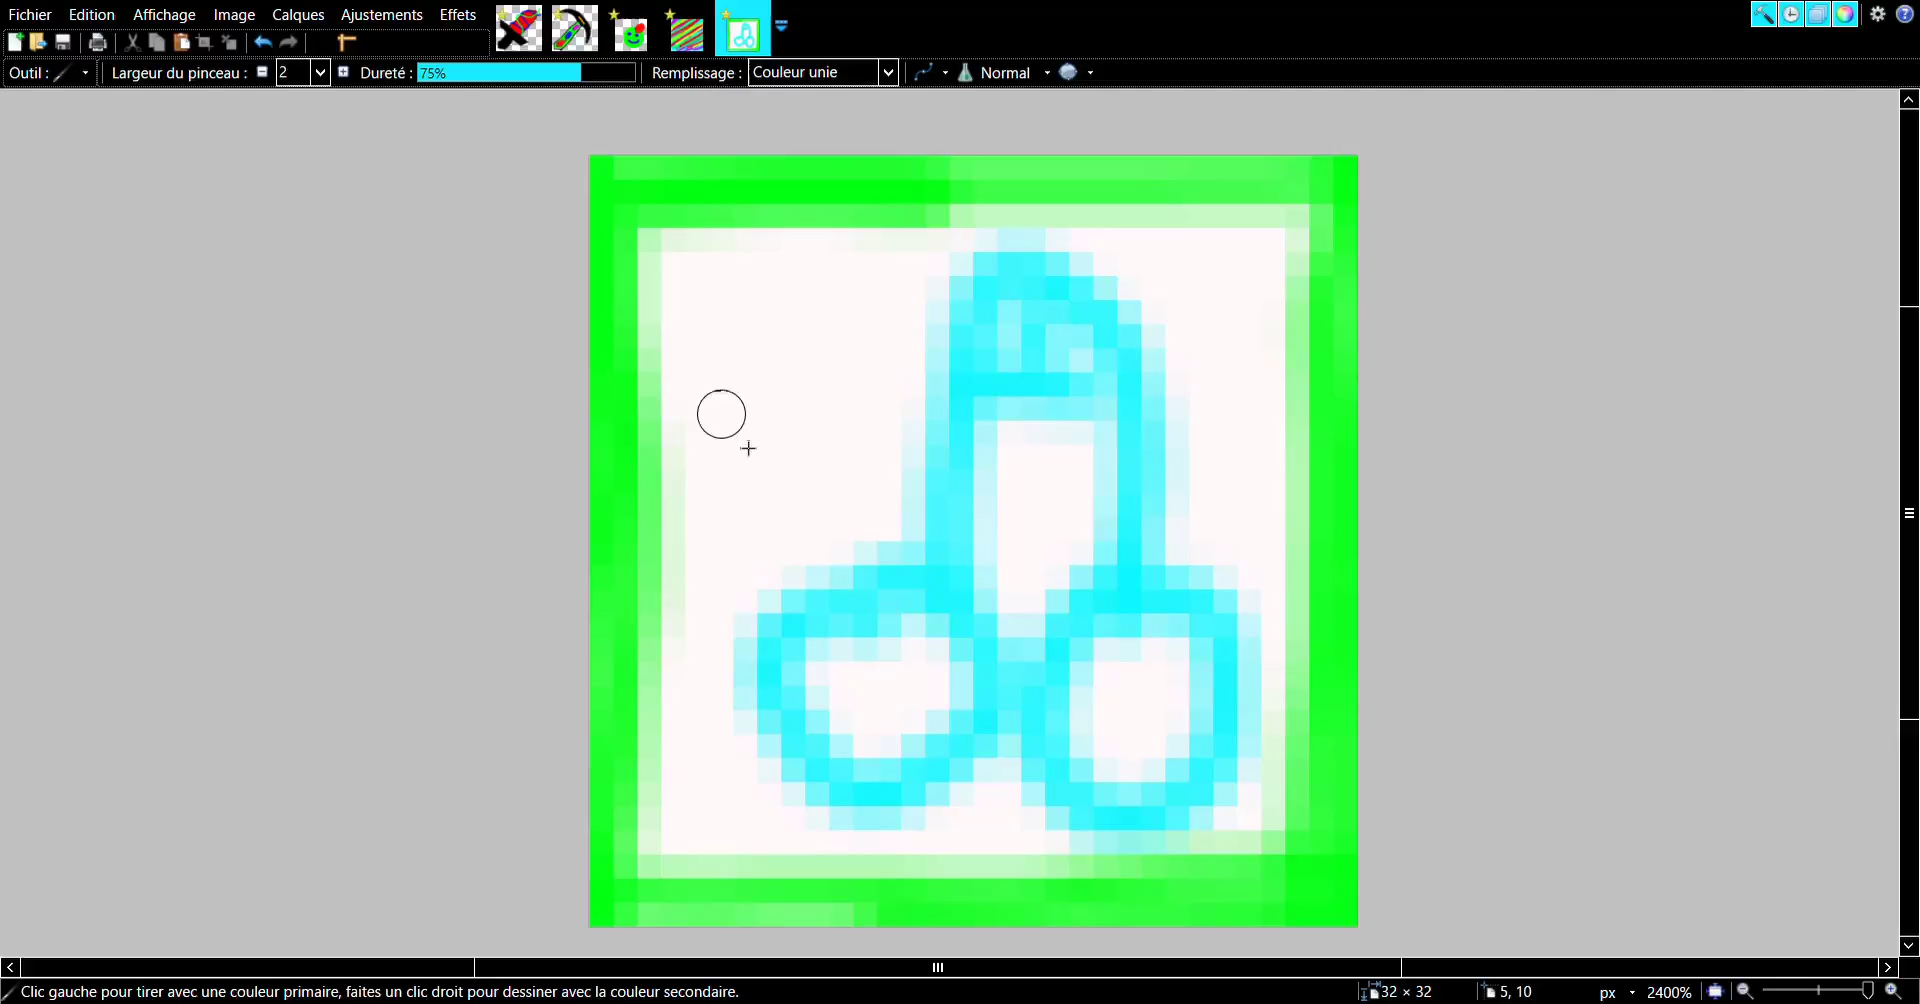 Fichier Edition Affichage Image Calques Ajustements Effets
Outil : Largeur du pinceau : 2 Dureté : 75% Remplissage : Couleur unie Normal
Clic gauche pour tirer avec une couleur primaire, faites un clic droit pour dessiner avec la couleur secondaire. 32 × 32 5, 10 px 2400%